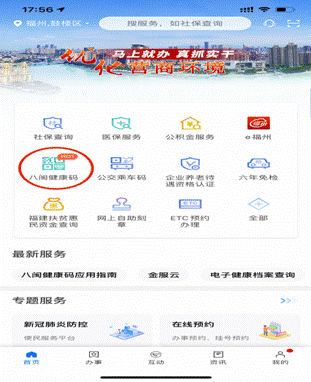 17:56
福州,鼓楼区
搜服务，如社保查询
马上就办 真抓实干
优化营商环境
社保查询
医保服务
公积金服务
e福州
HOT
八闽健康码
公交乘车码
企业养老待
遇资格认证
六年免检
福建扶贫惠
民资金查询
网上自助刻
章
ETC预约
办理
全部
最新服务
八闽健康码应用指南
金服云
电子健康档案查询
专题服务
新冠肺炎防控
便民服务平台
在线预约
办事预约、挂号预约
首页
办事
互动
资讯
我的